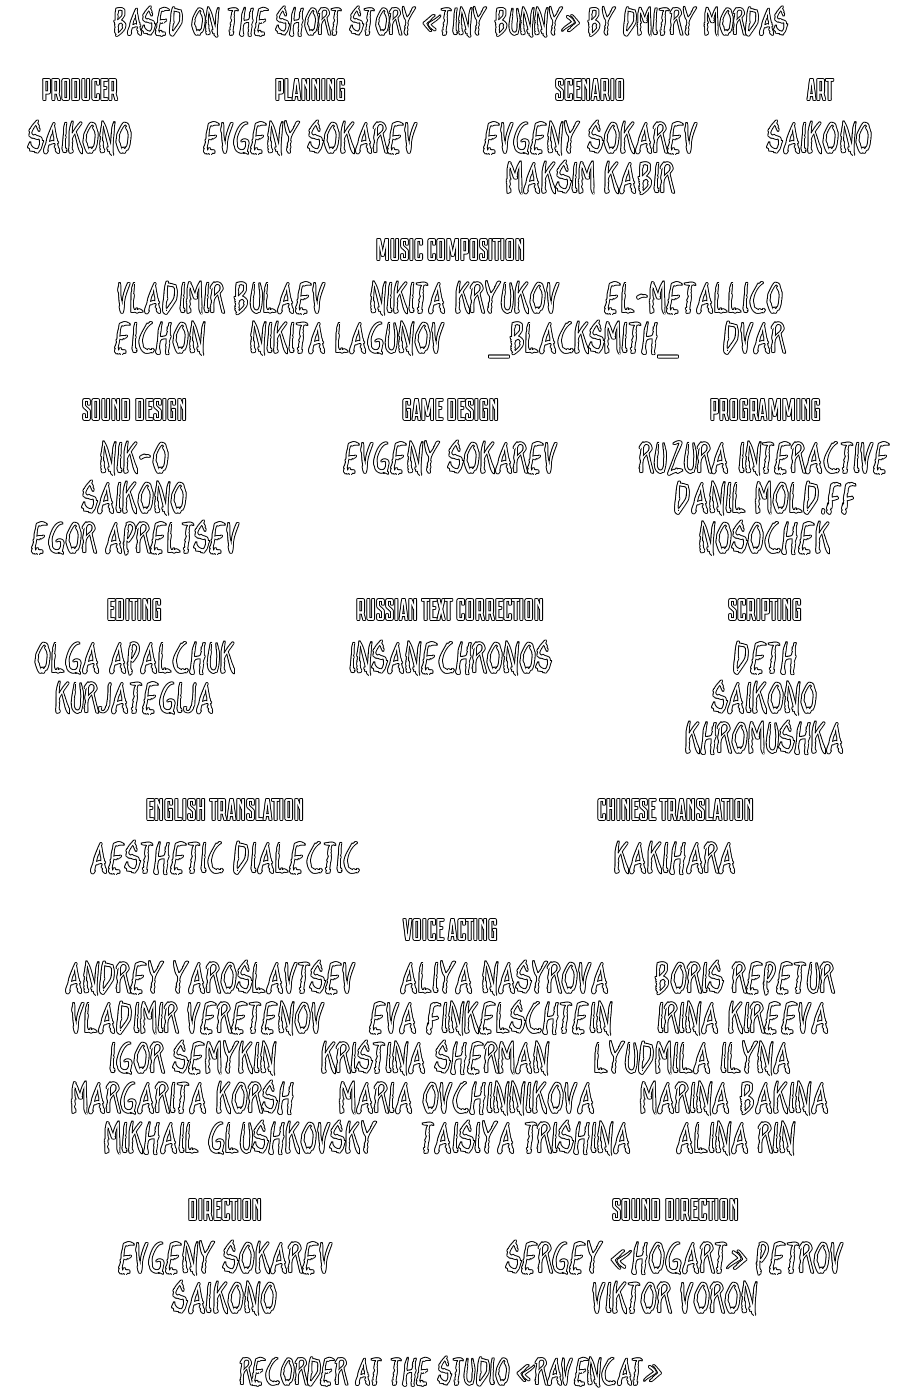 BASED ON THE SHORT STORY «TINY BUNNY» BY DMITRY MORDAS
PRODUCER PLANNING SCENARIO ART
SAIKONO EVGENY SOKAREV EVGENY SOKAREV SAIKONO
MAKSIM KABIR
MUSIC COMPOSITION
VLADIMIR BULAEV NIKITA KRYUKOV EL-METALLICO
EICHON NIKITA LAGUNOV _BLACKSMITH_ DVAR
SOUND DESIGN GAME DESIGN PROGRAMMING
NIK-O EVGENY SOKAREV RUZURA INTERACTIVE
SAIKONO DANIL MOLD.FF
EGOR APRELTSEV NOSOCHEK
EDITING RUSSIAN TEXT CORRECTION SCRIPTING
OLGA APALCHUK INSANECHRONOS DETH
KURJATEGIJA SAIKONO
KHROMUSHKA
ENGLISH TRANSLATION CHINESE TRANSLATION
AESTHETIC DIALECTIC KAKIHARA
VOICE ACTING
ANDREY YAROSLAVTSEV ALIYA NASYROVA BORIS REPETUR
VLADIMIR VERETENOV EVA FINKELSCHTEIN IRINA KIREEVA
IGOR SEMYKIN KRISTINA SHERMAN LYUDMILA ILYNA
MARGARITA KORSH MARIA OVCHINNIKOVA MARINA BAKINA
MIKHAIL GLUSHKOVSKY TAISIYA TRISHINA ALINA RIN
DIRECTION SOUND DIRECTION
EVGENY SOKAREV SERGEY «HOGART» PETROV
SAIKONO VIKTOR VORON
RECORDER AT THE STUDIO «RAVENCAT»